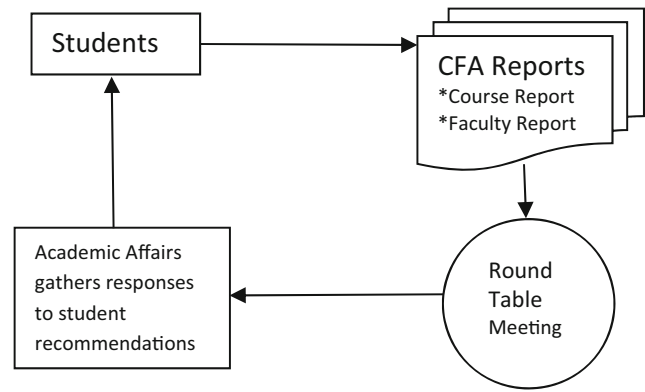 Students
CFA Reports
*Course Report
*Faculty Report
Round
Table
Meeting
Academic Affairs
gathers responses
to student
recommendations